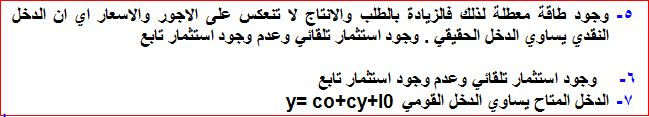 ٥- وجود طاقة معطلة لذلك فالزيادة بالطلب والانتاج لا تنعكس على الاجور والاسعار اي ان الدخل
النقدي يساوي الدخل الحقيقي . وجود استثمار تلقائي وعدم وجود استثمار تابع
٦- وجود استثمار تلقائي وعدم وجود استثمار تابع
٧- الدخل المتاح يساوي الدخل القومي y= co+cy+I0